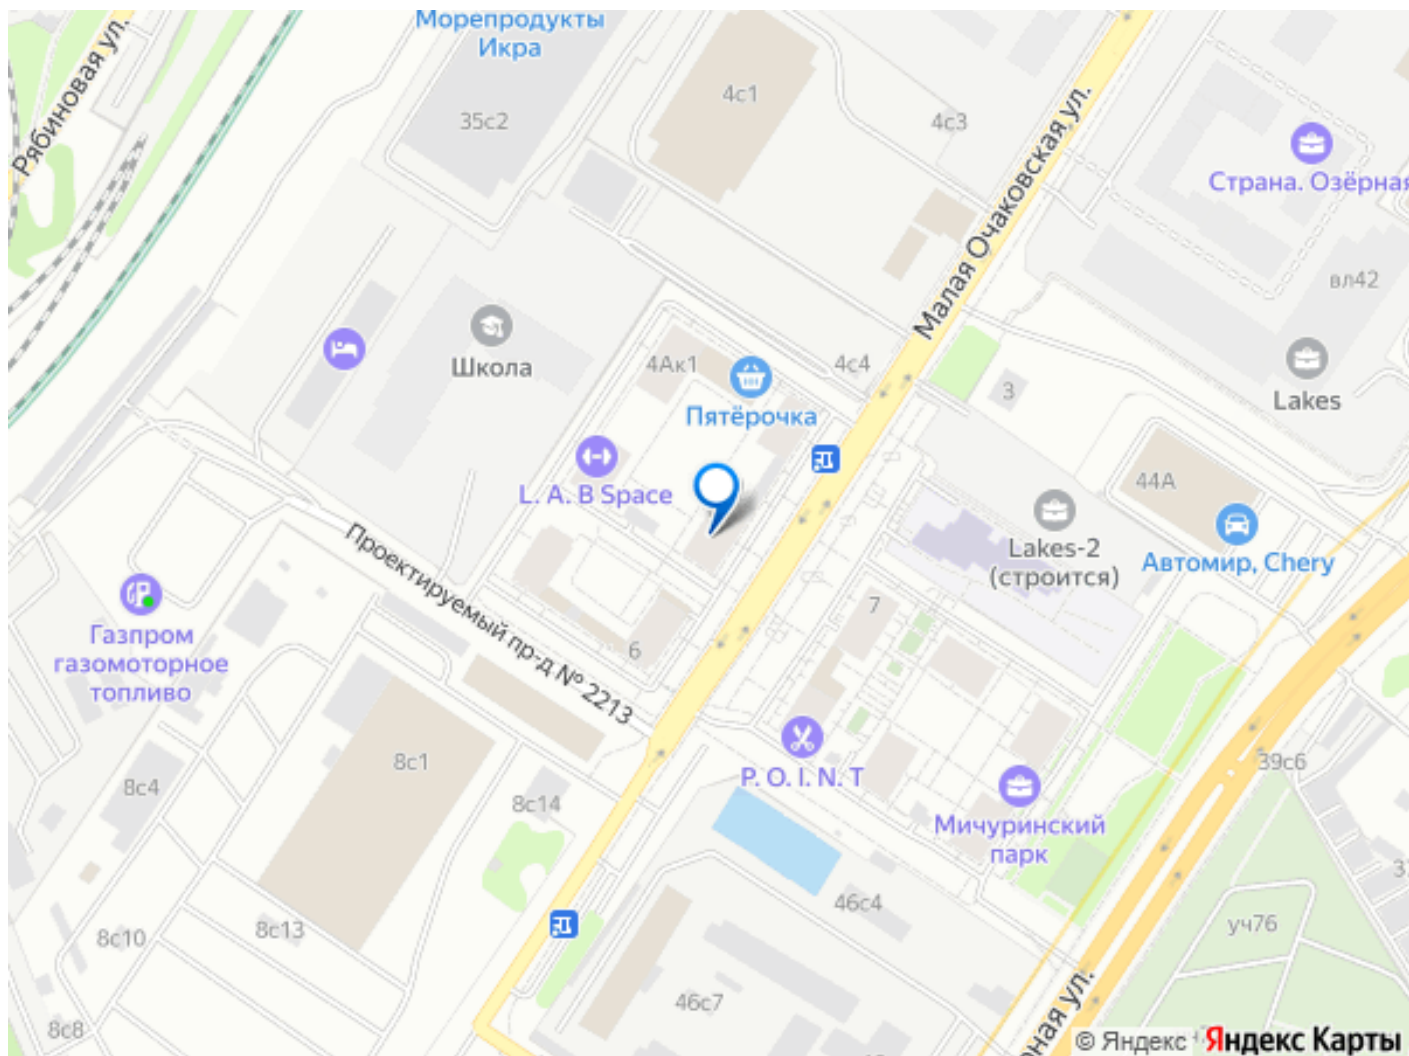 Морепродукты
Икра
Рябиновая ул.
35с2
4с1
4с3
Малая Очаковская ул.
Страна. Озёрная
вл42
Lakes
Школа
4Ак1
4с4
3
Пятёрочка
L. A. B Space
44А
Lakes-2
(строится)
Автомир, Chery
Проектируемый пр-д № 2213
Газпром
газомоторное
топливо
7
6
P. O. I. N. T
8с1
8с4
8с14
39с6
Мичуринский
парк
46с4
уч76
8с10
8с13
46с7
8с8
рная ул.
© Яндекс Яндекс Карты